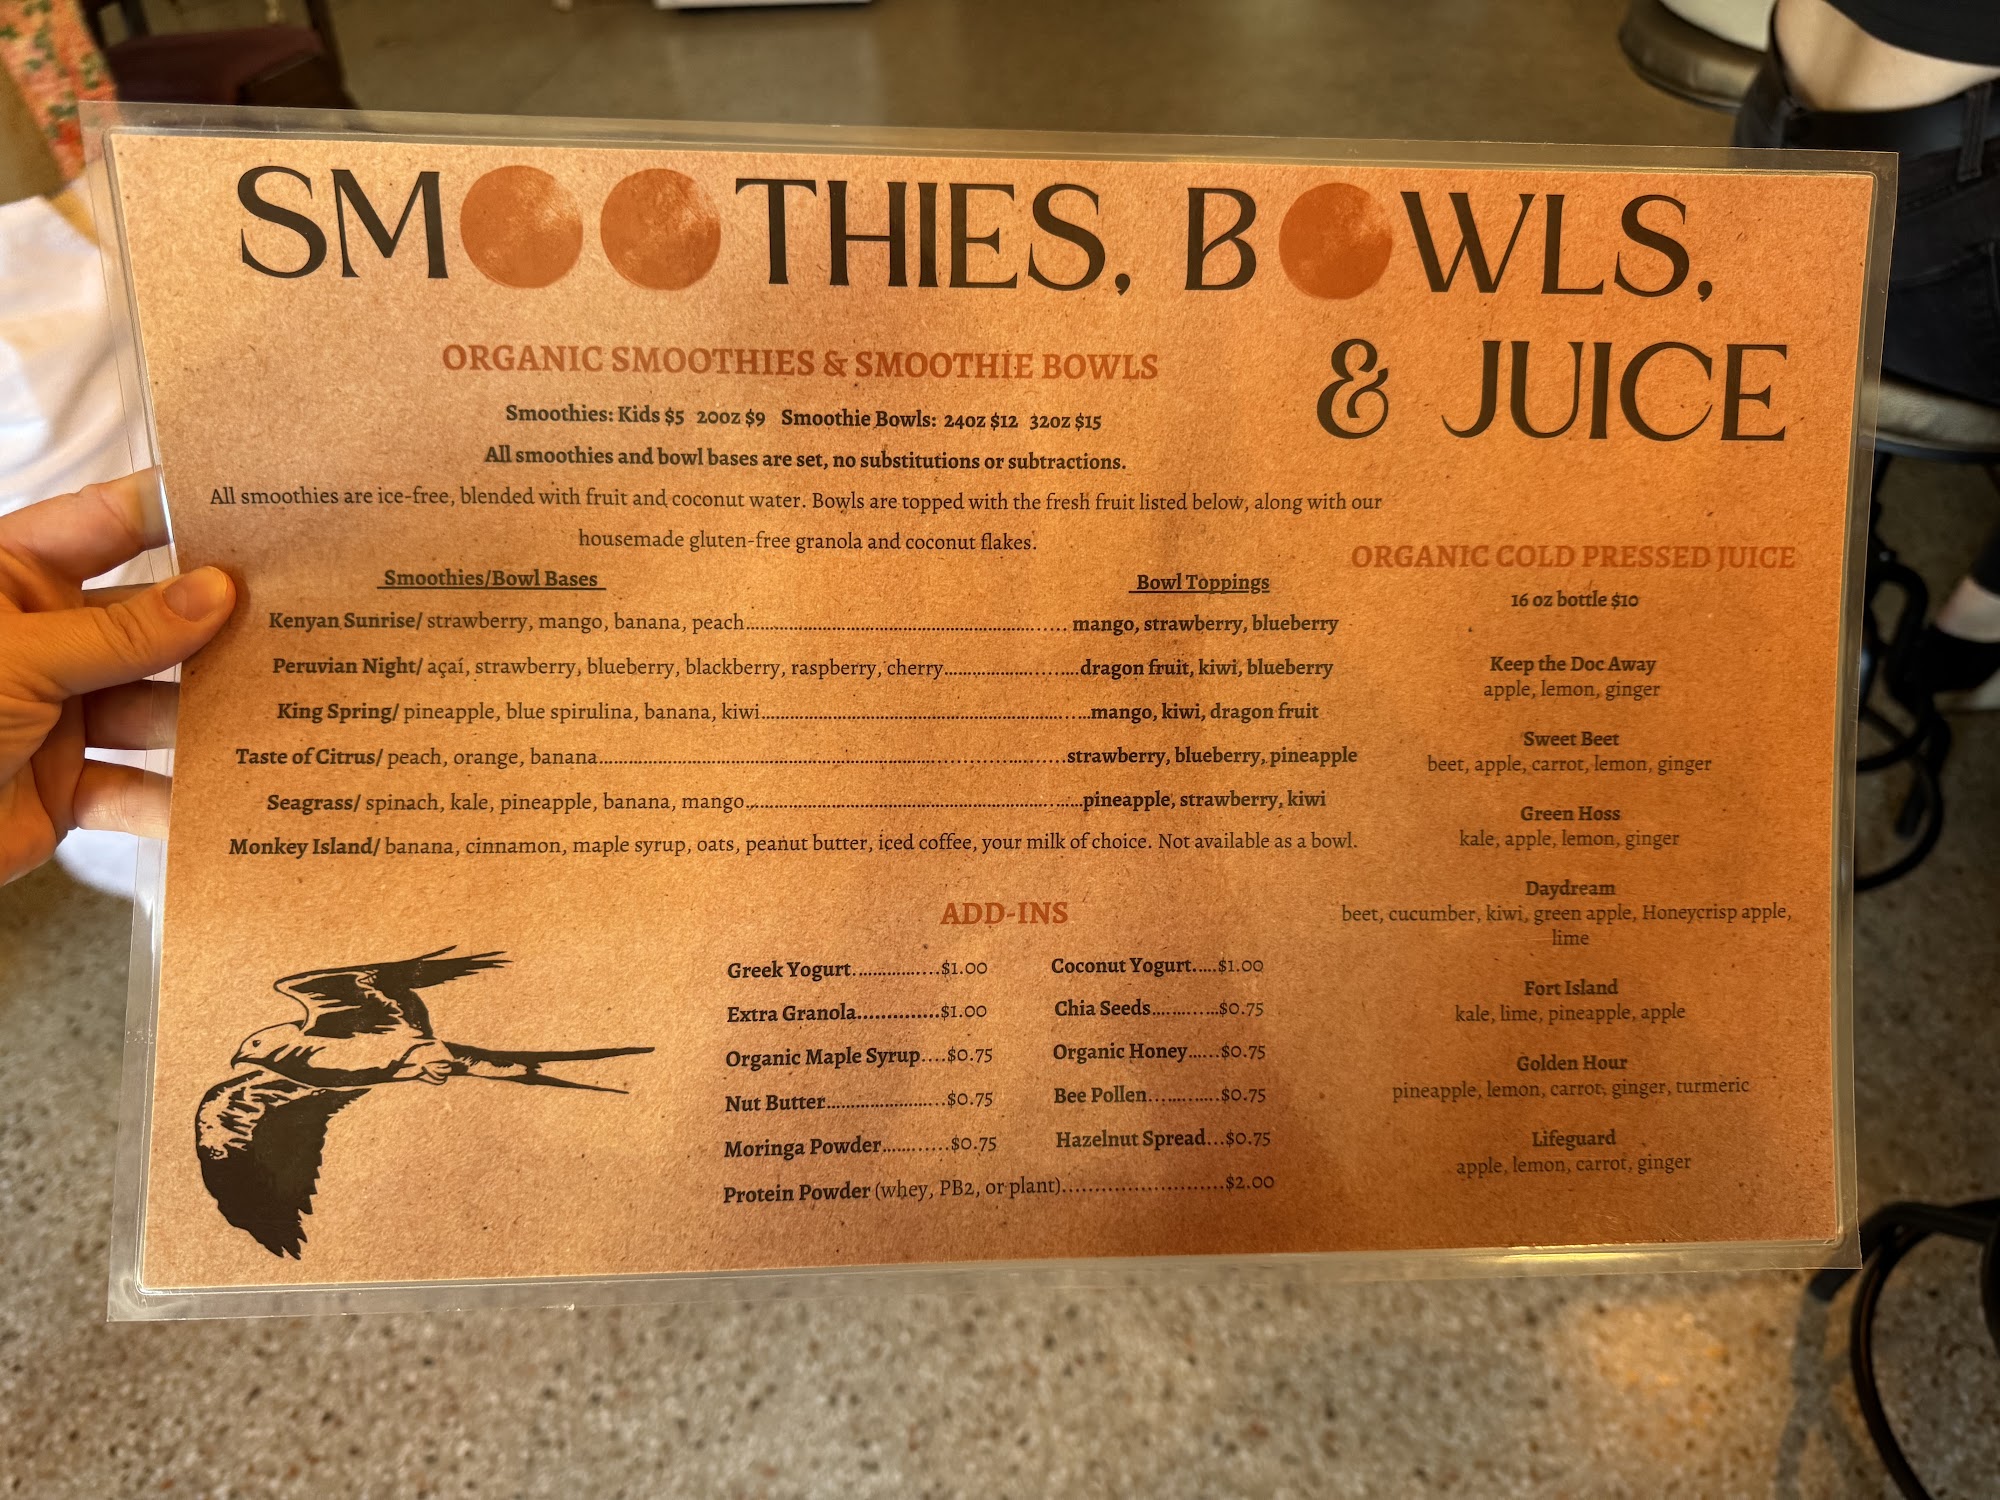 SMOOTHIES, BOWLS,
& JUICE
ORGANIC SMOOTHIES & SMOOTHIE BOWLS
Smoothies: Kids $5 20oz $9 Smoothie Bowls: 24oz $12 32oz $15
All smoothies and bowl bases are set, no substitutions or subtractions.
All smoothies are ice-free, blended with fruit and coconut water. Bowls are topped with the fresh fruit listed below, along with our
housemade gluten-free granola and coconut flakes.
Smoothies/Bowl Bases Bowl Toppings
Kenyan Sunrise/ strawberry, mango, banana, peach..... mango, strawberry, blueberry
Peruvian Night/ açaí, strawberry, blueberry, blackberry, raspberry, cherry.....dragon fruit, kiwi, blueberry
King Spring/ pineapple, blue spirulina, banana, kiwi.....mango, kiwi, dragon fruit
Taste of Citrus/ peach, orange, banana.....strawberry, blueberry, pineapple
Seagrass/ spinach, kale, pineapple, banana, mango.....pineapple, strawberry, kiwi
Monkey Island/ banana, cinnamon, maple syrup, oats, peanut butter, iced coffee, your milk of choice. Not available as a bowl.
ADD-INS
Greek Yogurt.....$1.00 Coconut Yogurt.....$1.00
Extra Granola.....$1.00 Chia Seeds.....$0.75
Organic Maple Syrup....$0.75 Organic Honey......$0.75
Nut Butter.....$0.75 Bee Pollen.....$0.75
Moringa Powder.....$0.75 Hazelnut Spread...$0.75
Protein Powder (whey, PB2, or plant).....$2.00
ORGANIC COLD PRESSED JUICE
16 oz bottle $10
Keep the Doc Away
apple, lemon, ginger
Sweet Beet
beet, apple, carrot, lemon, ginger
Green Hoss
kale, apple, lemon, ginger
Daydream
beet, cucumber, kiwi, green apple, Honeycrisp apple,
lime
Fort Island
kale, lime, pineapple, apple
Golden Hour
pineapple, lemon, carrot, ginger, turmeric
Lifeguard
apple, lemon, carrot, ginger